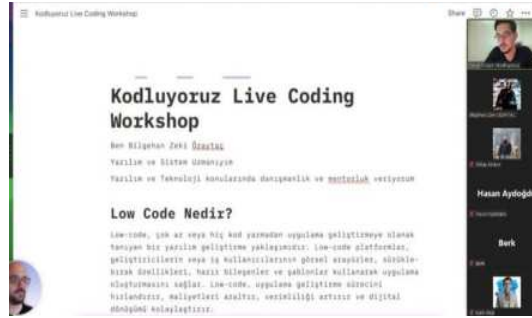 Kodluyoruz Live Coding Workshop
Share
Kodluyoruz Live Coding
Workshop
Ben Bilgehan Zeki Özaytaç
Yazılım ve Sistem Uzmanıyım
Yazılım ve Teknoloji konularında danışmanlık ve mentorluk veriyorum
Low Code Nedir?
Low-code, çok az veya hiç kod yazmadan uygulama geliştirmeye olanak
tanıyan bir yazılım geliştirme yaklaşımıdır. Low-code platformlar,
geliştiricilerin veya iş kullanıcılarının görsel arayüzler, sürükle-
bırak özellikleri, hazır bileşenler ve şablonlar kullanarak uygulama
oluşturmasını sağlar. Low-code, uygulama geliştirme sürecini
hızlandırır, maliyetleri azaltır, verimliliği artırır ve dijital
dönüşümü kolaylaştırır.
Hasan Aydoğd
Berk